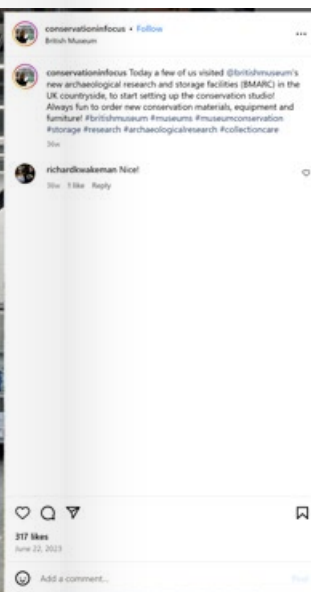 conservationinfocus • Follow
British Museum
conservationinfocus Today a few of us visited @britishmuseum's
new archaeological research and storage facilities (BMARC) in the
UK countryside, to start setting up the conservation studio!
Always fun to order new conservation materials, equipment and
furniture! #britishmuseum #museums #museumconservation
#storage #research #archaeologicalresearch #collectioncare
36w
richardkwakeman Nice!
36w 1 like Reply
317 likes
June 22, 2023
Add a comment...
Post